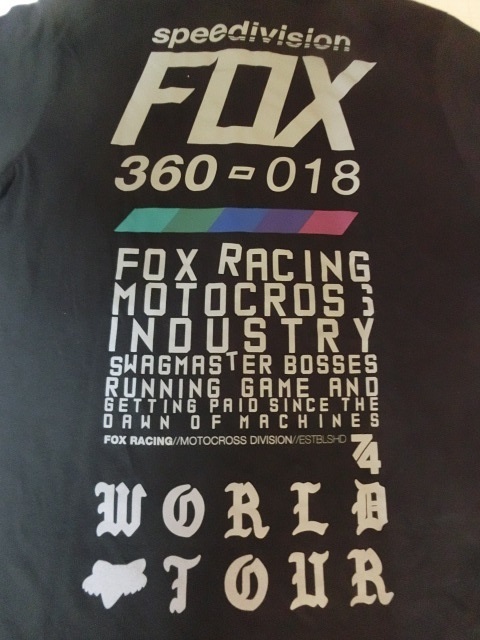 speedivision
FOX
360-018
FOX RACING
MOTOCROSS
INDUSTRY
SWAGMASTER BOSSES
RUNNING GAME AND
GETTING PAID SINCE THE
DAWN OF MACHINES
FOX RACING//MOTOCROSS DIVISION//ESTBLSHD
74
WORLD
TOUR